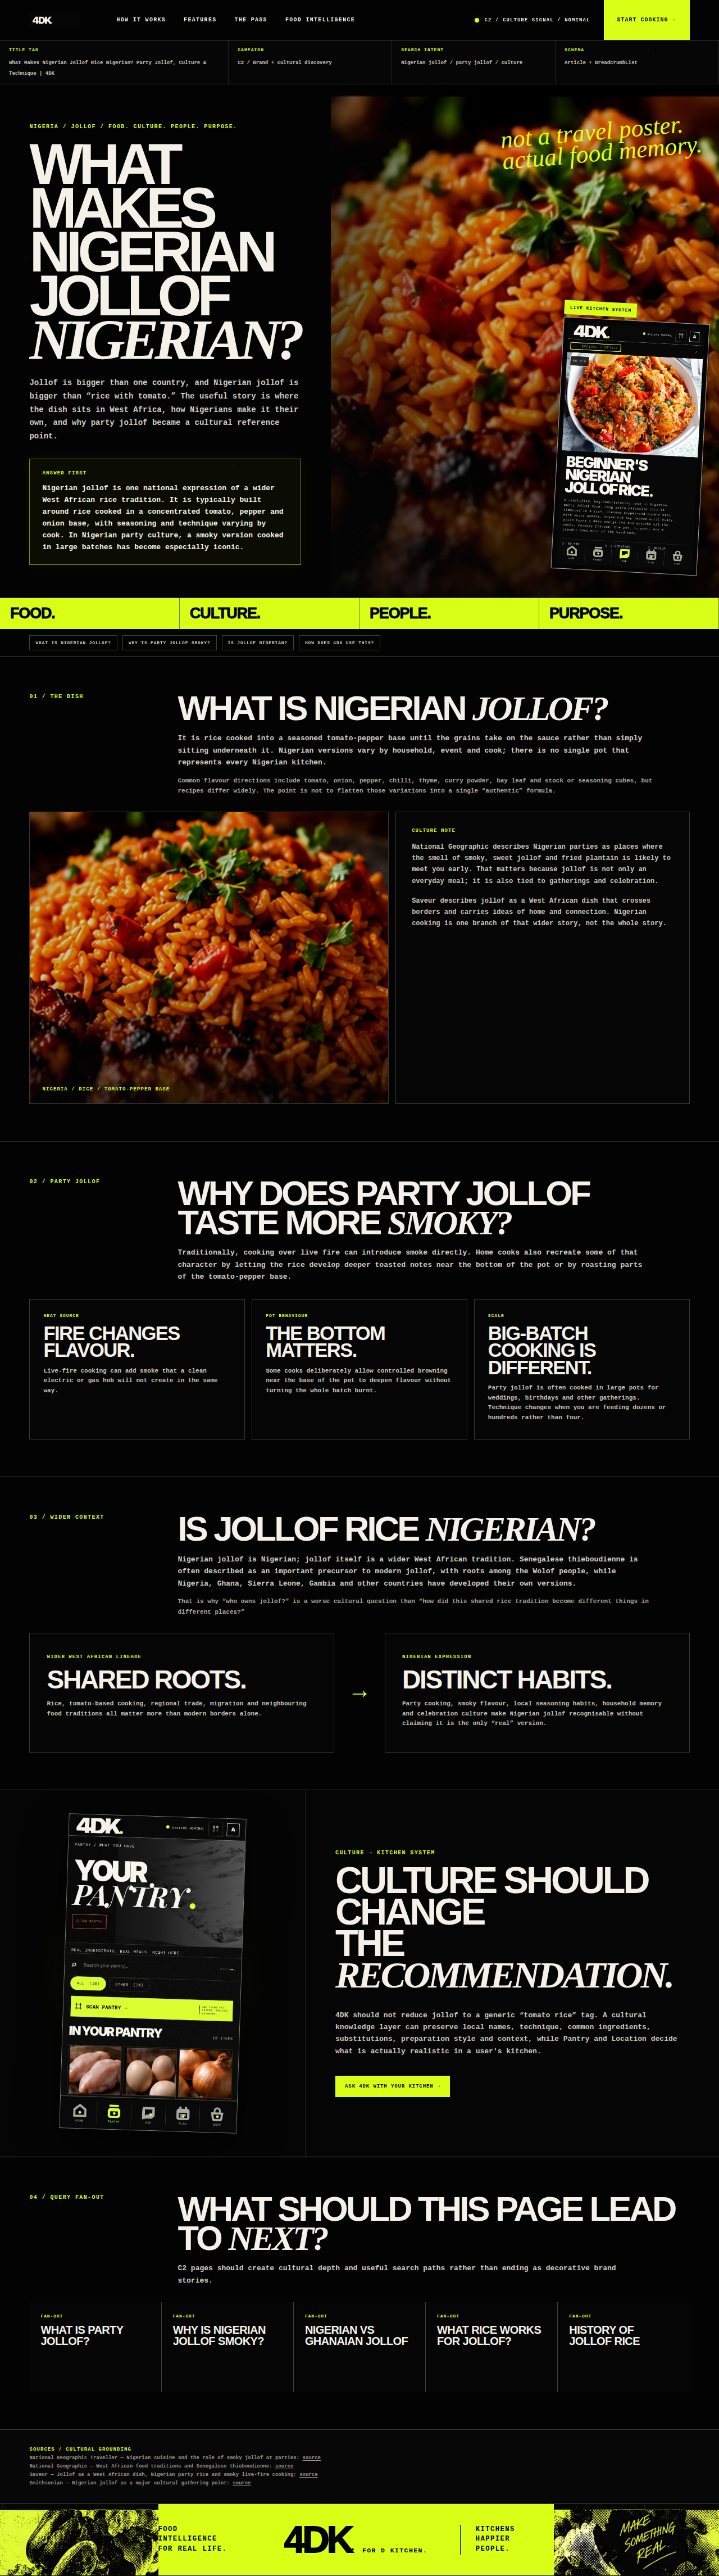 4DK
HOW IT WORKS
FEATURES
THE PASS
FOOD INTELLIGENCE
C2 / CULTURE SIGNAL / NOMINAL
START COOKING →
TITLE TAG
What Makes Nigerian Jollof Rice Nigerian? Party Jollof, Culture &
Technique | 4DK
CAMPAIGN
C2 / Brand + cultural discovery
SEARCH INTENT
Nigerian jollof / party jollof / culture
SCHEMA
Article + BreadcrumbList
NIGERIA / JOLLOF / FOOD. CULTURE. PEOPLE. PURPOSE.
WHAT
MAKES
NIGERIAN
JOLLOF
NIGERIAN?
Jollof is bigger than one country, and Nigerian jollof is
bigger than “rice with tomato.” The useful story is where
the dish sits in West Africa, how Nigerians make it their
own, and why party jollof became a cultural reference
point.
ANSWER FIRST
Nigerian jollof is one national expression of a wider
West African rice tradition. It is typically built
around rice cooked in a concentrated tomato, pepper and
onion base, with seasoning and technique varying by
cook. In Nigerian party culture, a smoky version cooked
in large batches has become especially iconic.
not a travel poster.
actual food memory.
LIVE KITCHEN SYSTEM
4DK.
BEGINNER'S
NIGERIAN
JOLLOF RICE.
FOOD.
CULTURE.
PEOPLE.
PURPOSE.
WHAT IS NIGERIAN JOLLOF?
WHY IS PARTY JOLLOF SMOKY?
IS JOLLOF NIGERIAN?
HOW DOES 4DK USE THIS?
01 / THE DISH
WHAT IS NIGERIAN JOLLOF?
It is rice cooked into a seasoned tomato-pepper base until the grains take on the sauce rather than simply
sitting underneath it. Nigerian versions vary by household, event and cook; there is no single pot that
represents every Nigerian kitchen.
Common flavour directions include tomato, onion, pepper, chilli, thyme, curry powder, bay leaf and stock or seasoning cubes, but
recipes differ widely. The point is not to flatten those variations into a single “authentic” formula.
NIGERIA / RICE / TOMATO-PEPPER BASE
CULTURE NOTE
National Geographic describes Nigerian parties as places where
the smell of smoky, sweet jollof and fried plantain is likely to
meet you early. That matters because jollof is not only an
everyday meal; it is also tied to gatherings and celebration.
Saveur describes jollof as a West African dish that crosses
borders and carries ideas of home and connection. Nigerian
cooking is one branch of that wider story, not the whole story.
02 / PARTY JOLLOF
WHY DOES PARTY JOLLOF
TASTE MORE SMOKY?
Traditionally, cooking over live fire can introduce smoke directly. Home cooks also recreate some of that
character by letting the rice develop deeper toasted notes near the bottom of the pot or by roasting parts
of the tomato-pepper base.
HEAT SOURCE
FIRE CHANGES
FLAVOUR.
Live-fire cooking can add smoke that a clean
electric or gas hob will not create in the same
way.
POT BEHAVIOUR
THE BOTTOM
MATTERS.
Some cooks deliberately allow controlled browning
near the base of the pot to deepen flavour without
turning the whole batch burnt.
SCALE
BIG-BATCH
COOKING IS
DIFFERENT.
Party jollof is often cooked in large pots for
weddings, birthdays and other gatherings.
Technique changes when you are feeding dozens or
hundreds rather than four.
03 / WIDER CONTEXT
IS JOLLOF RICE NIGERIAN?
Nigerian jollof is Nigerian; jollof itself is a wider West African tradition. Senegalese thieboudienne is
often described as an important precursor to modern jollof, with roots among the Wolof people, while
Nigeria, Ghana, Sierra Leone, Gambia and other countries have developed their own versions.
That is why “who owns jollof?” is a worse cultural question than “how did this shared rice tradition become different things in
different places?”
WIDER WEST AFRICAN LINEAGE
SHARED ROOTS.
Rice, tomato-based cooking, regional trade, migration and neighbouring
food traditions all matter more than modern borders alone.
→
NIGERIAN EXPRESSION
DISTINCT HABITS.
Party cooking, smoky flavour, local seasoning habits, household memory
and celebration culture make Nigerian jollof recognisable without
claiming it is the only “real” version.
4DK.
SYSTEMS NOMINAL
A
PANTRY / WHAT YOU HAVE
YOUR
PANTRY.
REAL INGREDIENTS. REAL MEALS. RIGHT HERE.
Search your pantry…
ALL (10)
OTHER (10)
SCAN PANTRY →
IN YOUR PANTRY
10 ITEMS
CULTURE → KITCHEN SYSTEM
CULTURE SHOULD
CHANGE
THE
RECOMMENDATION.
4DK should not reduce jollof to a generic “tomato rice” tag. A cultural
knowledge layer can preserve local names, technique, common ingredients,
substitutions, preparation style and context, while Pantry and Location decide
what is actually realistic in a user's kitchen.
ASK 4DK WITH YOUR KITCHEN →
04 / QUERY FAN-OUT
WHAT SHOULD THIS PAGE LEAD
TO NEXT?
C2 pages should create cultural depth and useful search paths rather than ending as decorative brand
stories.
FAN-OUT
WHAT IS PARTY
JOLLOF?
FAN-OUT
WHY IS NIGERIAN
JOLLOF SMOKY?
FAN-OUT
NIGERIAN VS
GHANAIAN JOLLOF
FAN-OUT
WHAT RICE WORKS
FOR JOLLOF?
FAN-OUT
HISTORY OF
JOLLOF RICE
SOURCES / CULTURAL GROUNDING
National Geographic Traveller — Nigerian cuisine and the role of smoky jollof at parties: source
National Geographic — West African food traditions and Senegalese thieboudienne: source
Saveur — Jollof as a West African dish, Nigerian party rice and smoky live-fire cooking: source
Smithsonian — Nigerian jollof as a major cultural gathering point: source
FOOD
INTELLIGENCE
FOR REAL LIFE.
4DK FOR D KITCHEN.
KITCHENS
HAPPIER
PEOPLE.
MAKE
SOMETHING
REAL.